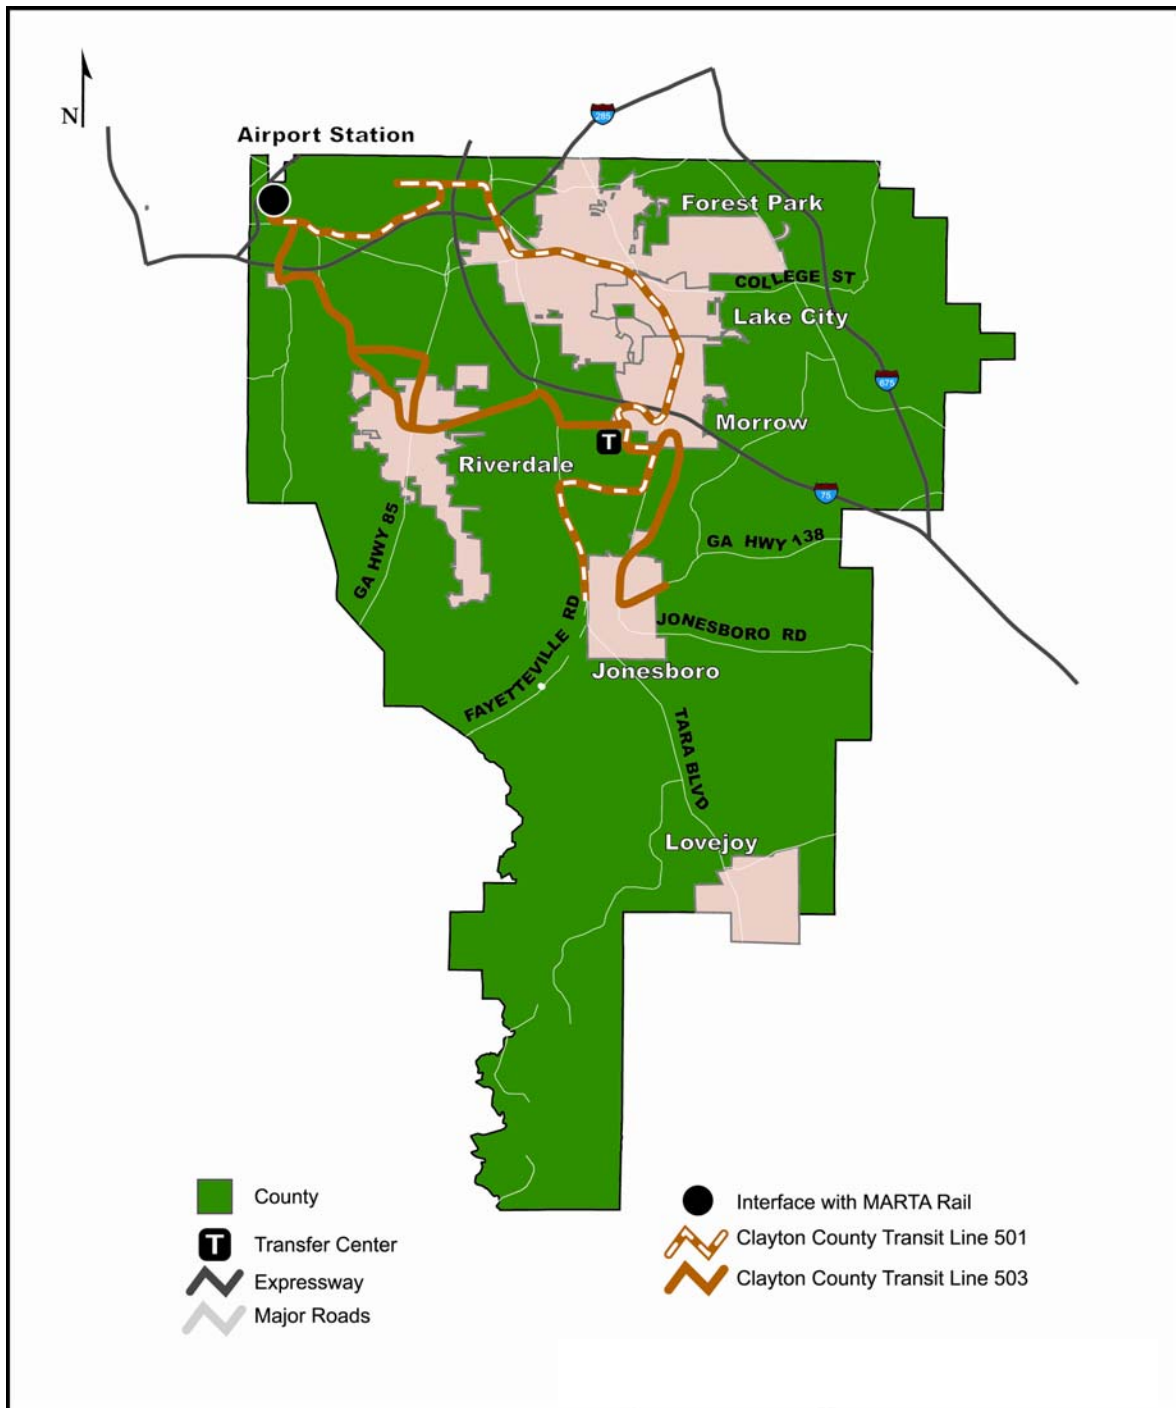 N
Airport Station
285
Forest Park
COLLEGE ST
Lake City
675
Morrow
T
Riverdale
75
GA HWY 85
GA HWY 138
FAYETTEVILLE RD
JONESBORO RD
Jonesboro
TARA BLVD
Lovejoy
County
T Transfer Center
Expressway
Major Roads
Interface with MARTA Rail
Clayton County Transit Line 501
Clayton County Transit Line 503